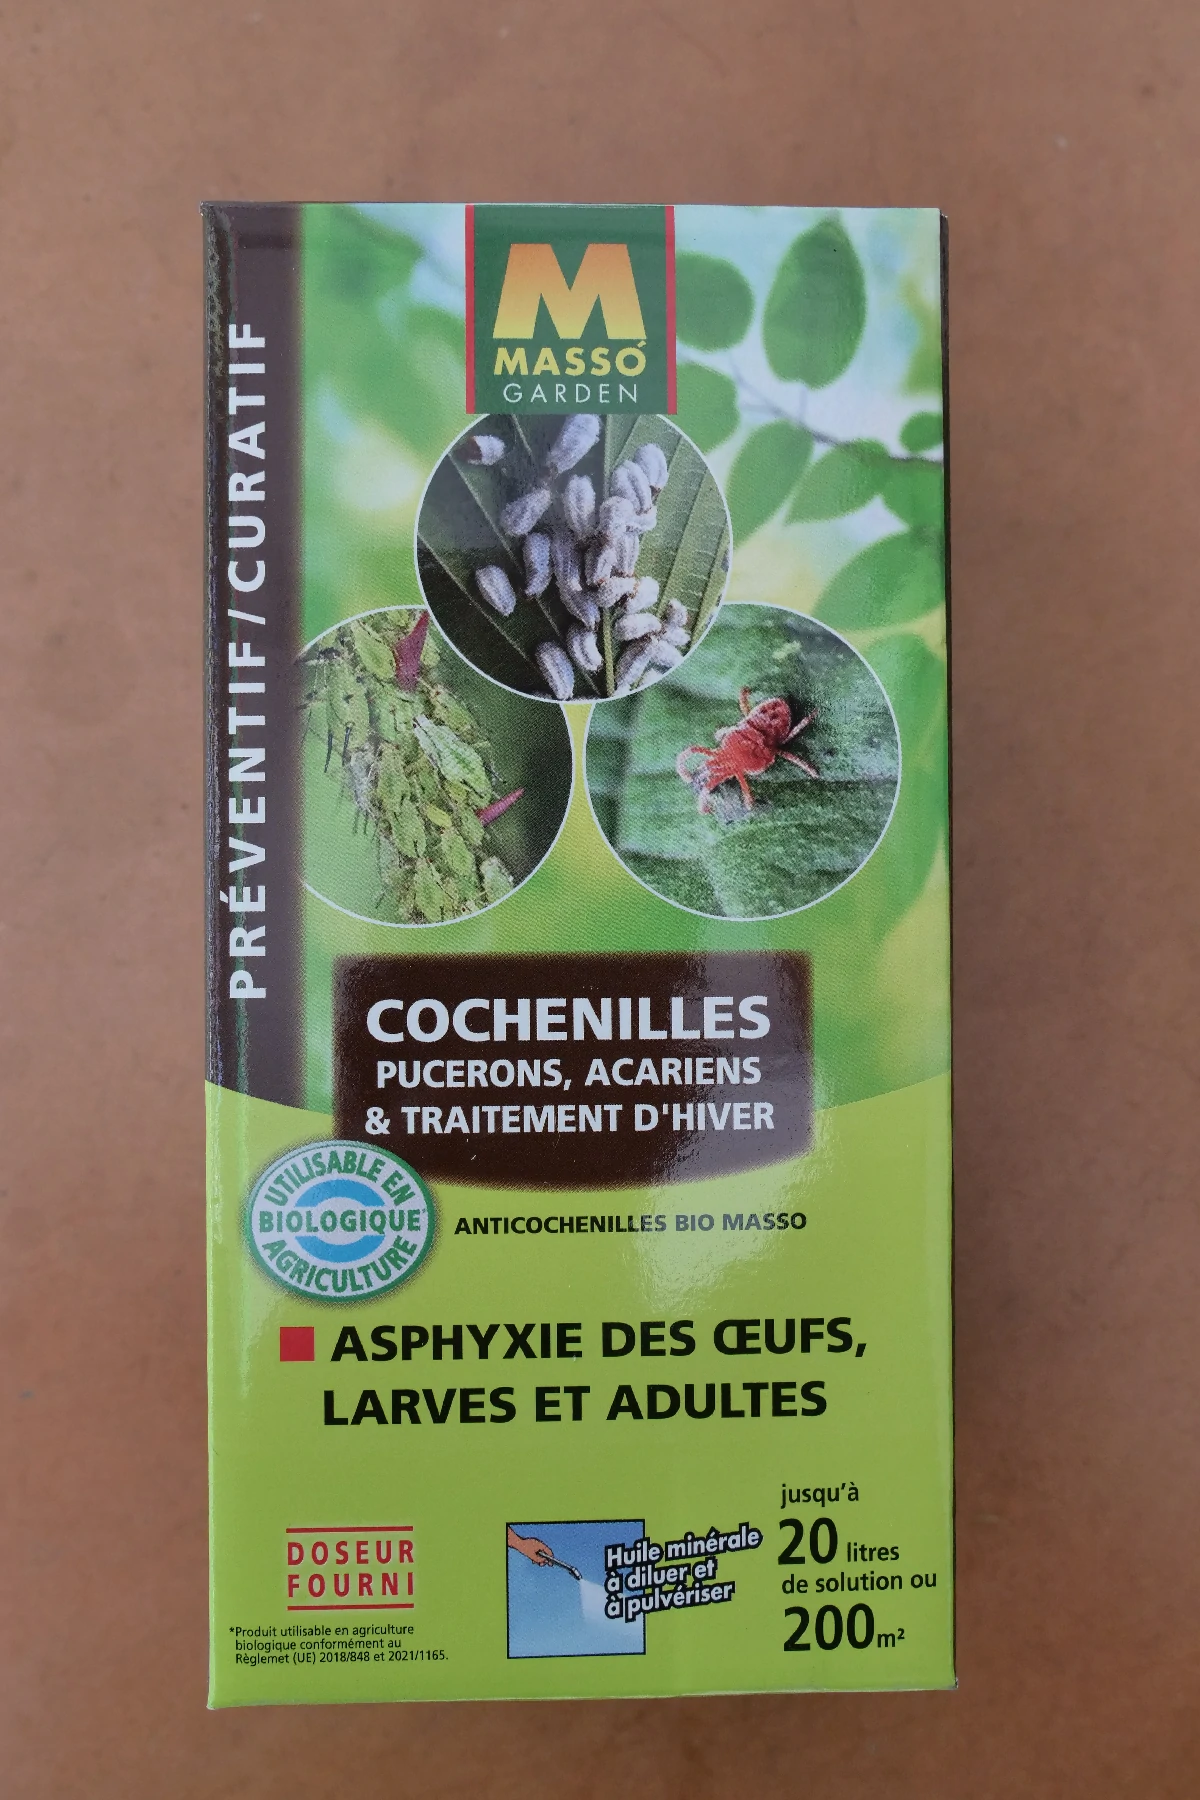 M
MASSÓ
GARDEN
PRÉVENTIF/CURATIF
COCHENILLES
PUCERONS, ACARIENS
& TRAITEMENT D'HIVER
UTILISABLE EN
BIOLOGIQUE*
AGRICULTURE
ANTICOCHENILLES BIO MASSO
ASPHYXIE DES ŒUFS,
LARVES ET ADULTES
DOSEUR
FOURNI
*Produit utilisable en agriculture
biologique conformément au
Règlemet (UE) 2018/848 et 2021/1165.
Huile minérale
à diluer et
à pulvériser
jusqu'à
20 litres
de solution ou
200m²